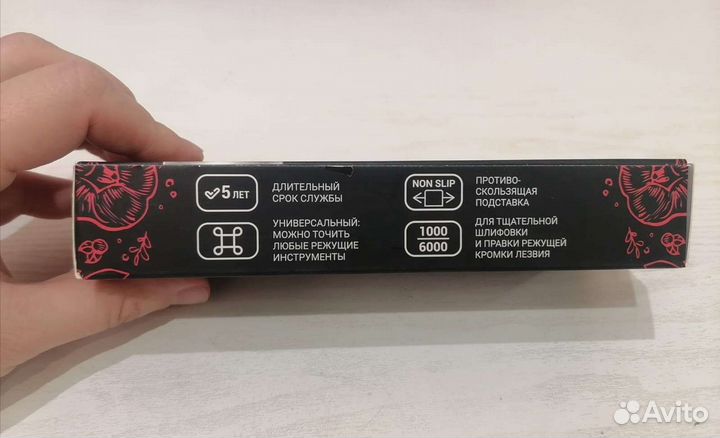 5 ЛЕТ
ДЛИТЕЛЬНЫЙ
СРОК СЛУЖБЫ
NON SLIP
ПРОТИВО-
СКОЛЬЗЯЩАЯ
ПОДСТАВКА
УНИВЕРСАЛЬНЫЙ:
МОЖНО ТОЧИТЬ
ЛЮБЫЕ РЕЖУЩИЕ
ИНСТРУМЕНТЫ
1000
6000
ДЛЯ ТЩАТЕЛЬНОЙ
ШЛИФОВКИ
И ПРАВКИ РЕЖУЩЕЙ
КРОМКИ ЛЕЗВИЯ
Avito